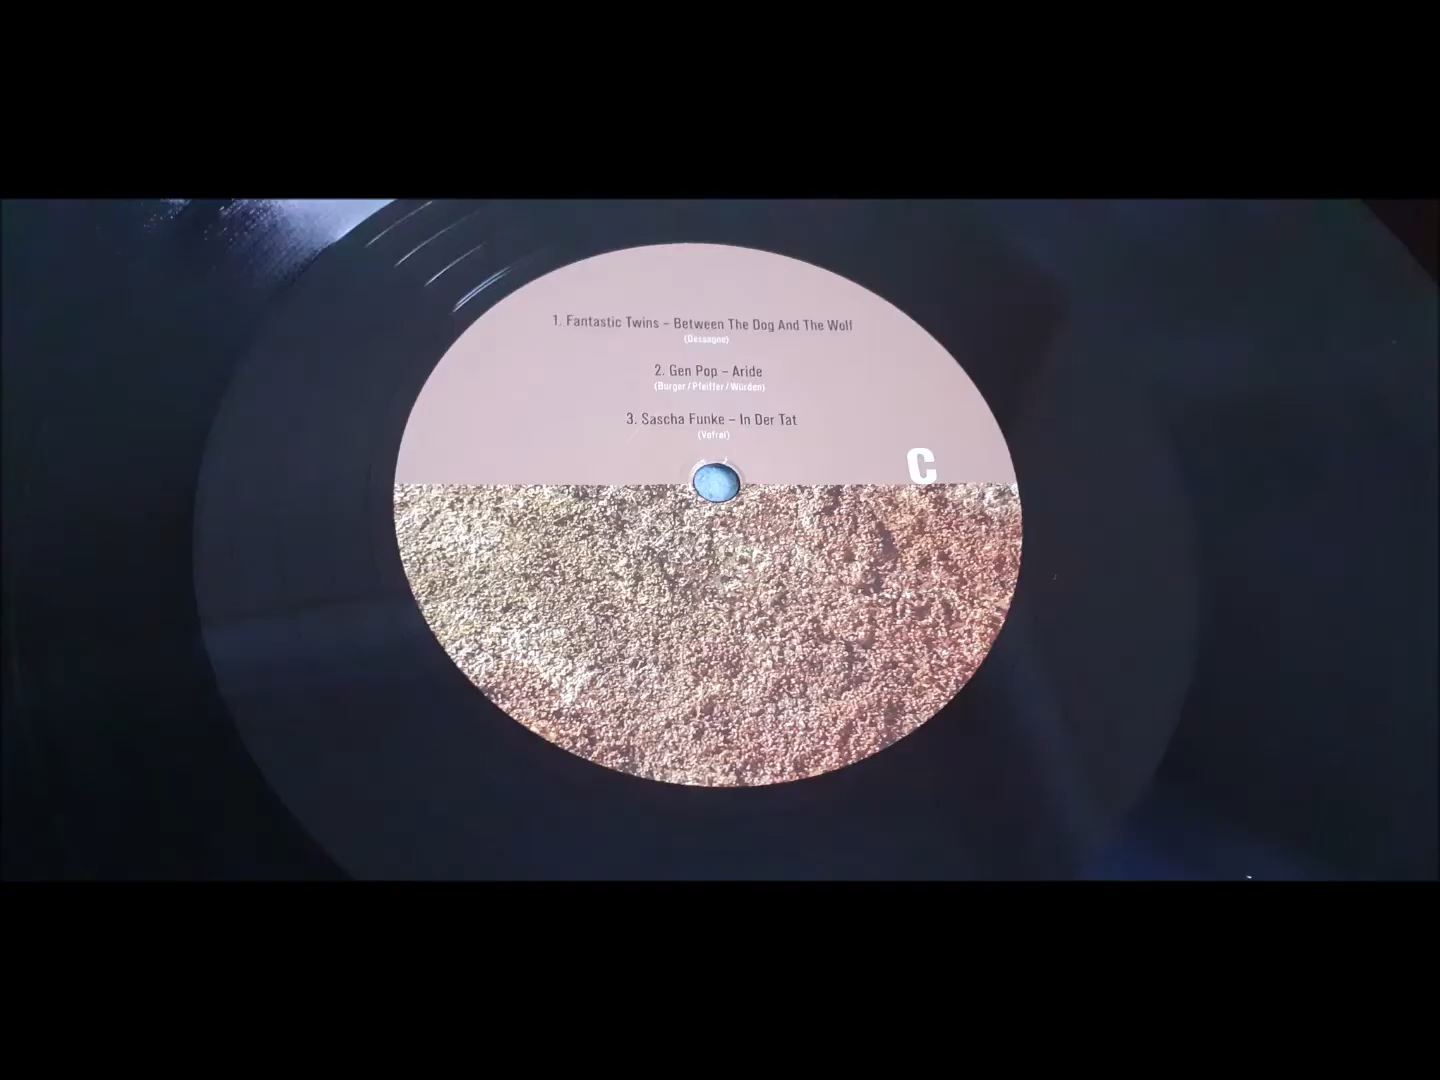 1. Fantastic Twins – Between The Dog And The Wolf
(Dessagne)
2. Gen Pop – Aride
(Burger / Pfeiffer / Würden)
3. Sascha Funke – In Der Tat
(Vofrei)
C